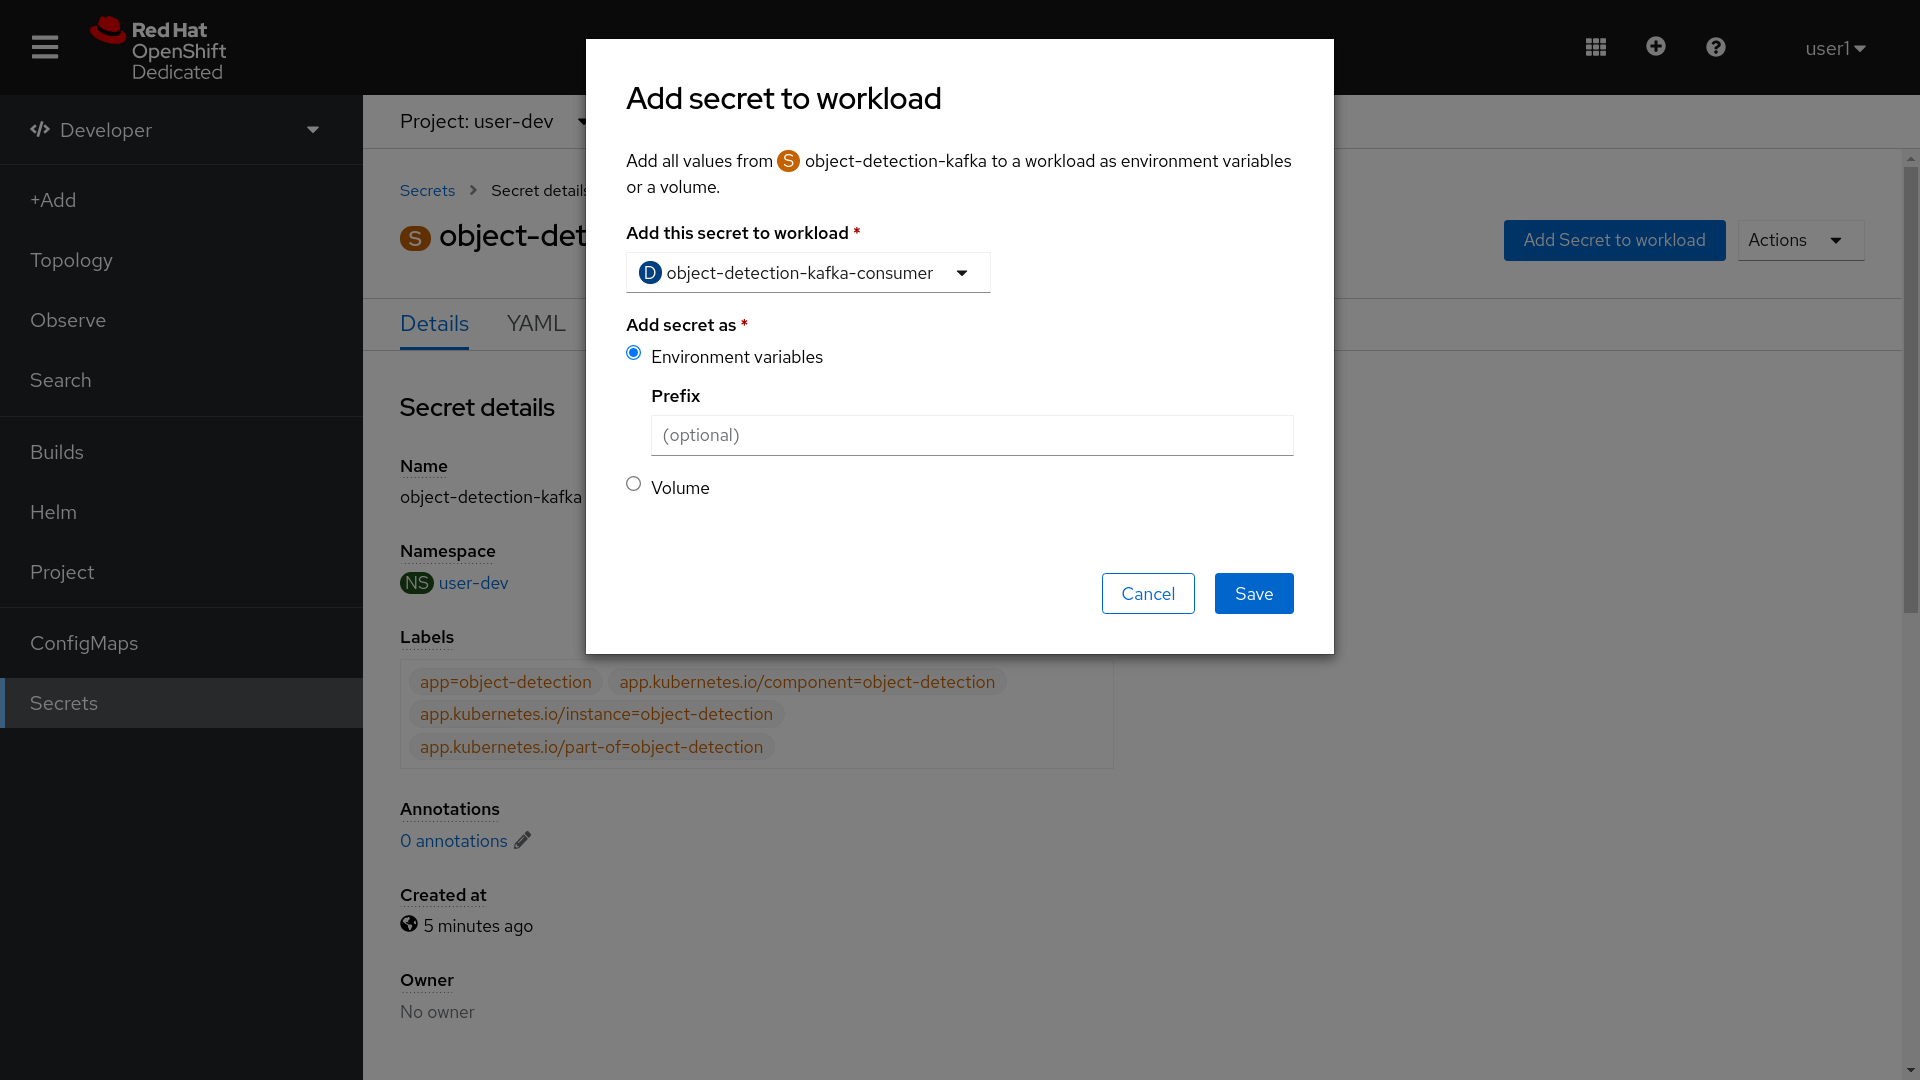 Red Hat
OpenShift
Dedicated
user1
Developer
+Add
Topology
Observe
Search
Builds
Helm
Project
ConfigMaps
Secrets
Project: user-dev
Secrets
Secret details
S object-det
Add Secret to workload
Actions
Details
YAML
Secret details
Name
object-detection-kafka
Namespace
NS user-dev
Labels
app=object-detection
app.kubernetes.io/component=object-detection
app.kubernetes.io/instance=object-detection
app.kubernetes.io/part-of=object-detection
Annotations
0 annotations
Created at
5 minutes ago
Owner
No owner
Add secret to workload
Add all values from S object-detection-kafka to a workload as environment variables
or a volume.
Add this secret to workload *
D object-detection-kafka-consumer
Add secret as *
Environment variables
Prefix
(optional)
Volume
Cancel
Save